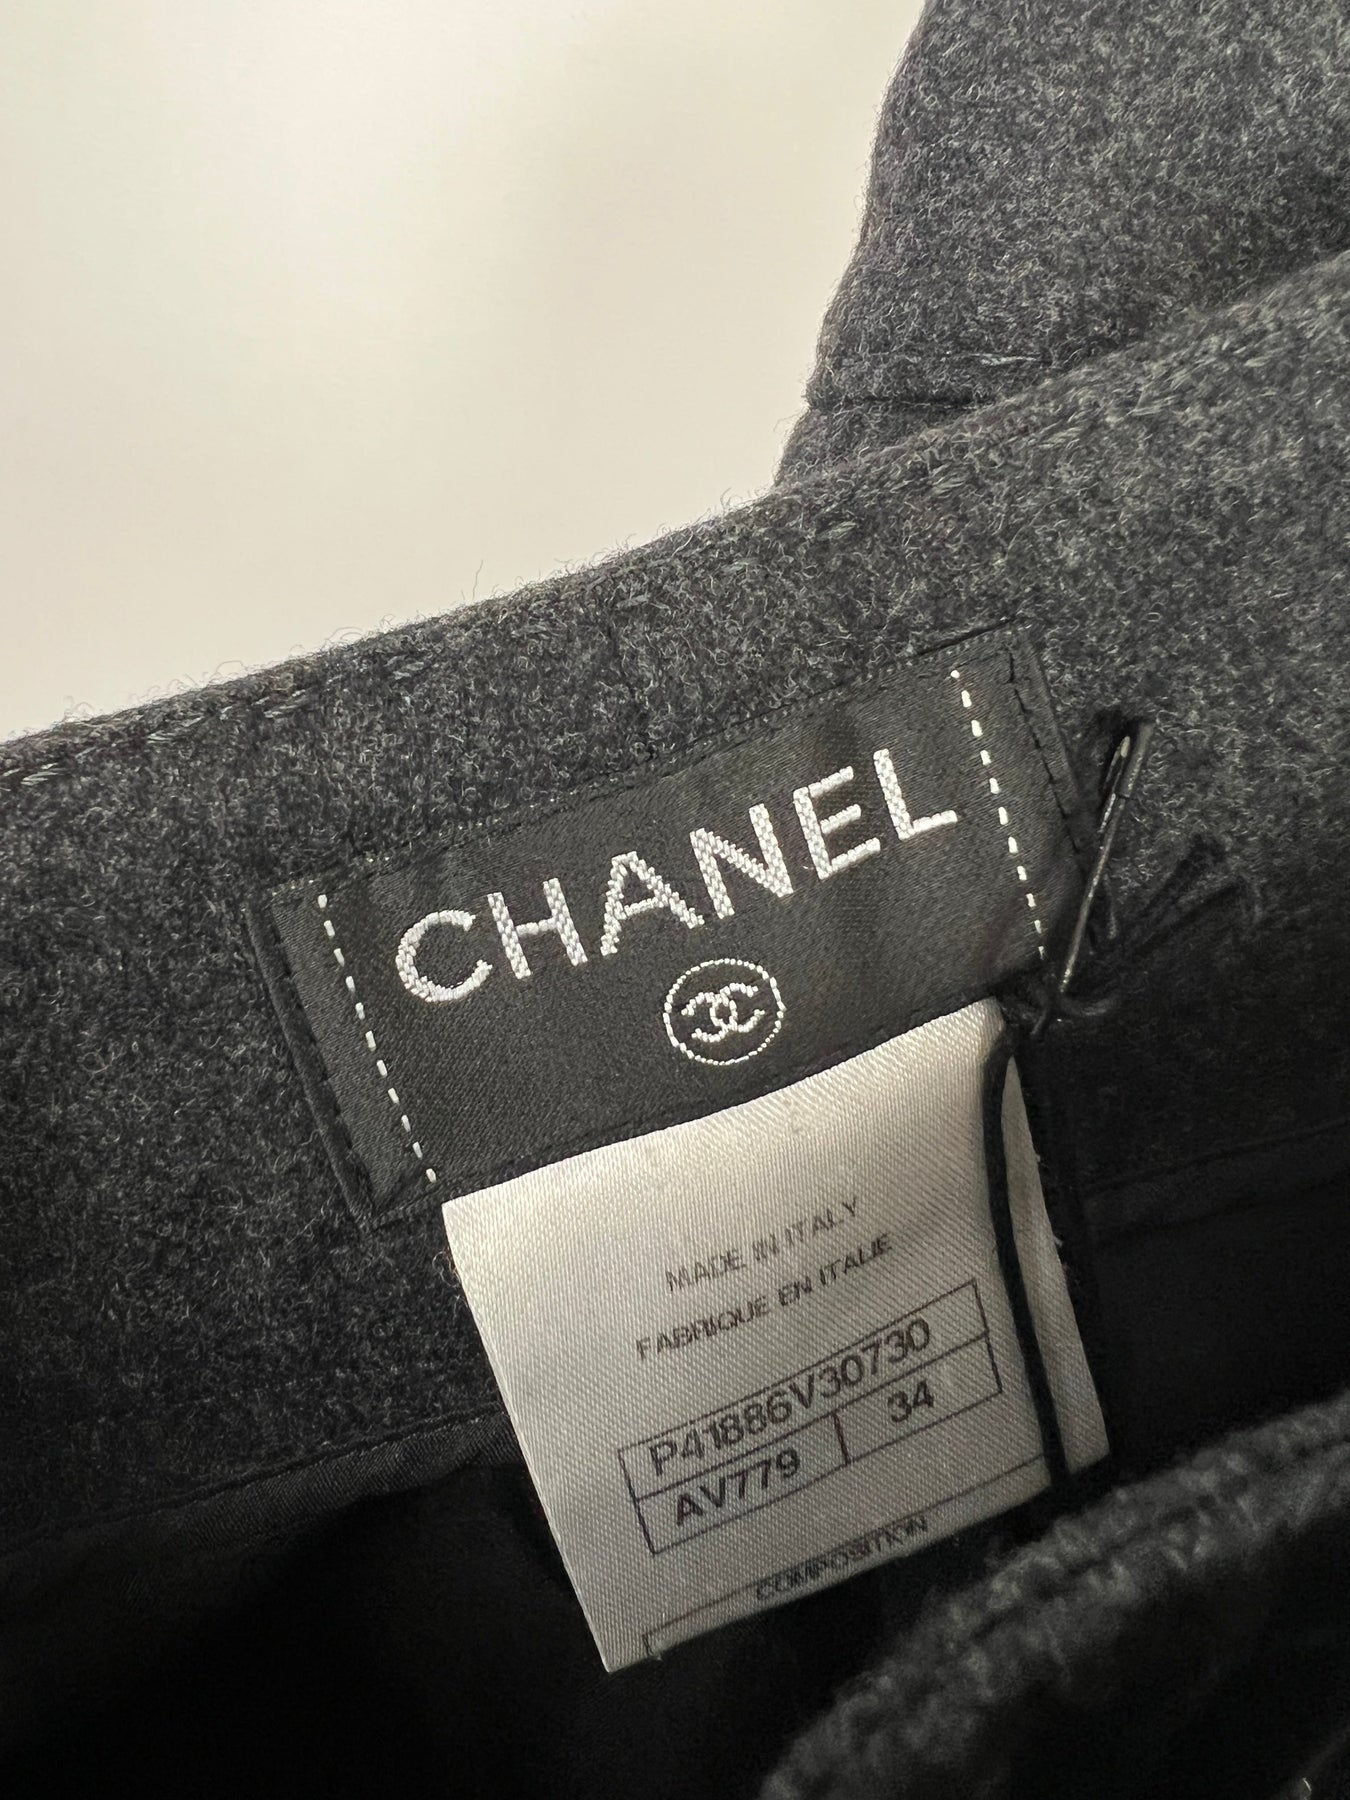 CHANEL
MADE IN ITALY
FABRIQUE EN ITALIE
P41886V30730
AV779 34
COMPOSITION